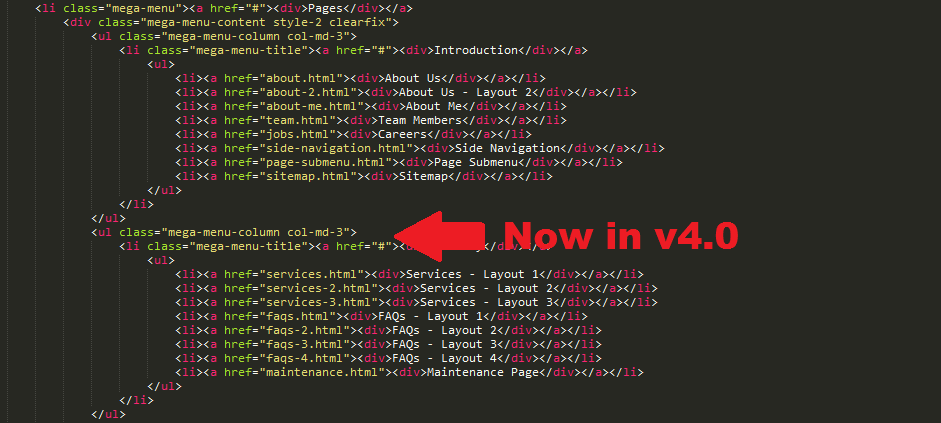 <li class="mega-menu"><a href="#"><div>Pages</div></a>
<div class="mega-menu-content style-2 clearfix">
<ul class="mega-menu-column col-md-3">
<li class="mega-menu-title"><a href="#"><div>Introduction</div></a>
<ul>
<li><a href="about.html"><div>About Us</div></a></li>
<li><a href="about-2.html"><div>About Us - Layout 2</div></a></li>
<li><a href="about-me.html"><div>About Me</div></a></li>
<li><a href="team.html"><div>Team Members</div></a></li>
<li><a href="jobs.html"><div>Careers</div></a></li>
<li><a href="side-navigation.html"><div>Side Navigation</div></a></li>
<li><a href="page-submenu.html"><div>Page Submenu</div></a></li>
<li><a href="sitemap.html"><div>Sitemap</div></a></li>
</ul>
</li>
</ul>
<ul class="mega-menu-column col-md-3">
Now in v4.0
<li class="mega-menu-title"><a href="#"><
<ul>
<li><a href="services.html"><div>Services - Layout 1</div></a></li>
<li><a href="services-2.html"><div>Services - Layout 2</div></a></li>
<li><a href="services-3.html"><div>Services - Layout 3</div></a></li>
<li><a href="faqs.html"><div>FAQs - Layout 1</div></a></li>
<li><a href="faqs-2.html"><div>FAQs - Layout 2</div></a></li>
<li><a href="faqs-3.html"><div>FAQs - Layout 3</div></a></li>
<li><a href="faqs-4.html"><div>FAQs - Layout 4</div></a></li>
<li><a href="maintenance.html"><div>Maintenance Page</div></a></li>
</ul>
</li>
</ul>